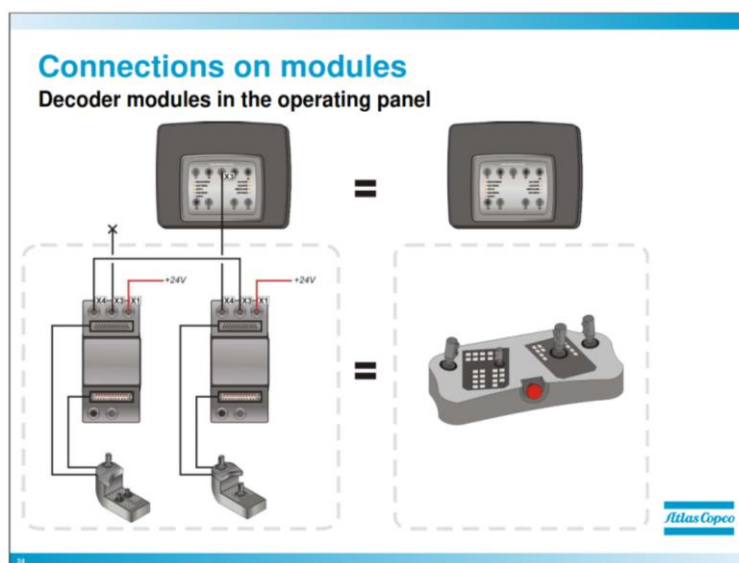 Connections on modules
Decoder modules in the operating panel
X3
=
+24V
+24V
X4 X3 X1
X4 X3 X1
=
Atlas Copco